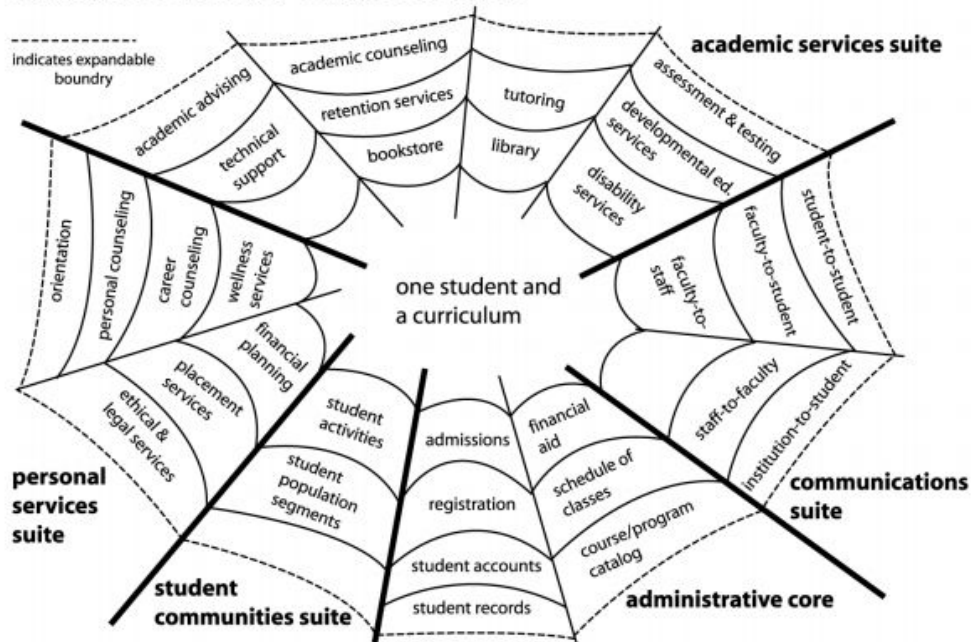 indicates expandable
boundry
academic services suite
academic advising
academic counseling
assessment & testing
technical
support
retention services
tutoring
developmental ed.
services
bookstore
library
disability
services
orientation
personal counseling
career
counseling
wellness
services
one student and
a curriculum
faculty-to-
staff
faculty-to-student
student-to-student
financial
planning
placement
services
ethical &
legal services
student
activities
student
population
segments
admissions
registration
student accounts
student records
financial
aid
schedule of
classes
course/program
catalog
staff-to-faculty
institution-to-student
personal
services
suite
student
communities suite
administrative core
communications
suite